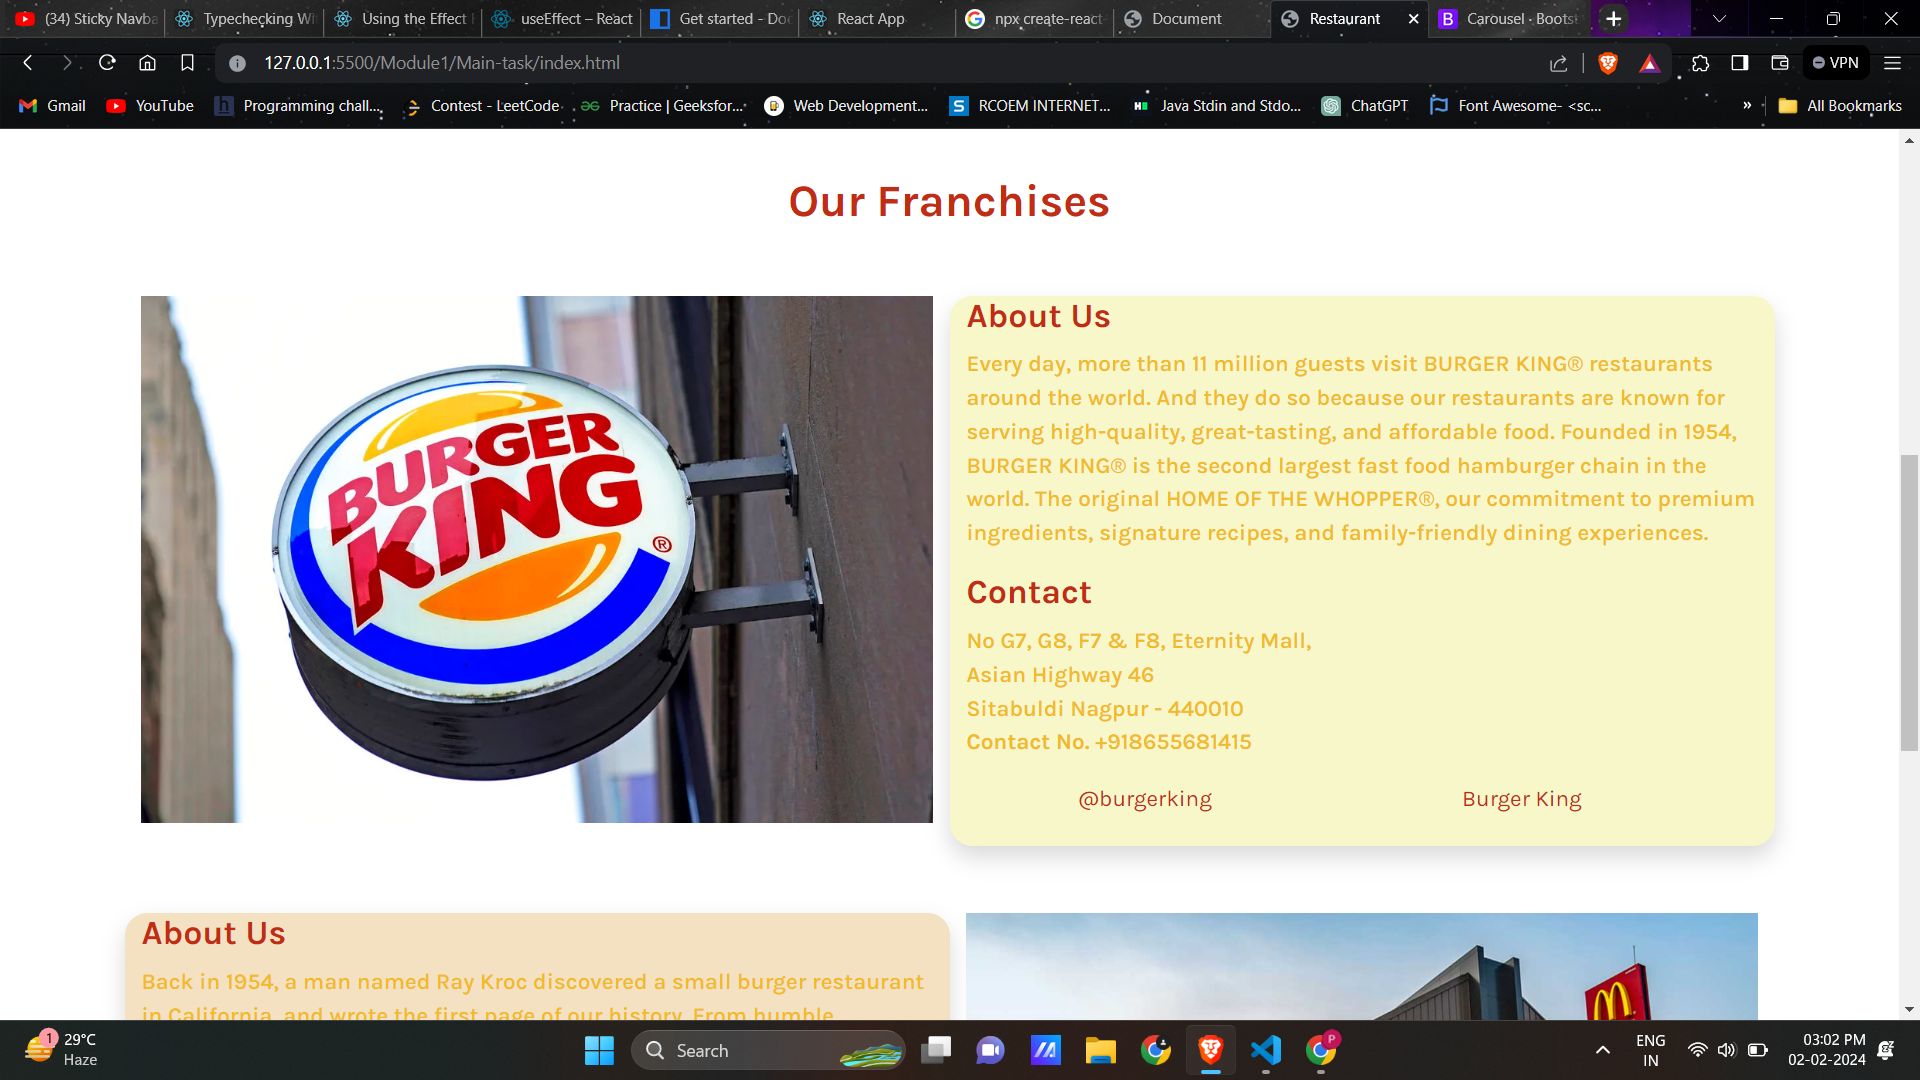 (34) Sticky Navba
Typechecking Wi
Using the Effect
useEffect – React
Get started - Do
React App
npx create-react-
Document
Restaurant
Carousel · Boots
127.0.0.1:5500/Module1/Main-task/index.html
VPN
Gmail
YouTube
Programming chall...
Contest - LeetCode
Practice | Geeksfor...
Web Development...
RCOEM INTERNET...
Java Stdin and Stdo...
ChatGPT
Font Awesome- <sc...
»
All Bookmarks
Our Franchises
BURGER
KING
®
About Us
Every day, more than 11 million guests visit BURGER KING® restaurants
around the world. And they do so because our restaurants are known for
serving high-quality, great-tasting, and affordable food. Founded in 1954,
BURGER KING® is the second largest fast food hamburger chain in the
world. The original HOME OF THE WHOPPER®, our commitment to premium
ingredients, signature recipes, and family-friendly dining experiences.
Contact
No G7, G8, F7 & F8, Eternity Mall,
Asian Highway 46
Sitabuldi Nagpur - 440010
Contact No. +918655681415
@burgerking
Burger King
About Us
Back in 1954, a man named Ray Kroc discovered a small burger restaurant
in California, and wrote the first page of our history. From humble
1
29°C
Haze
Search
P
ENG
IN
03:02 PM
02-02-2024